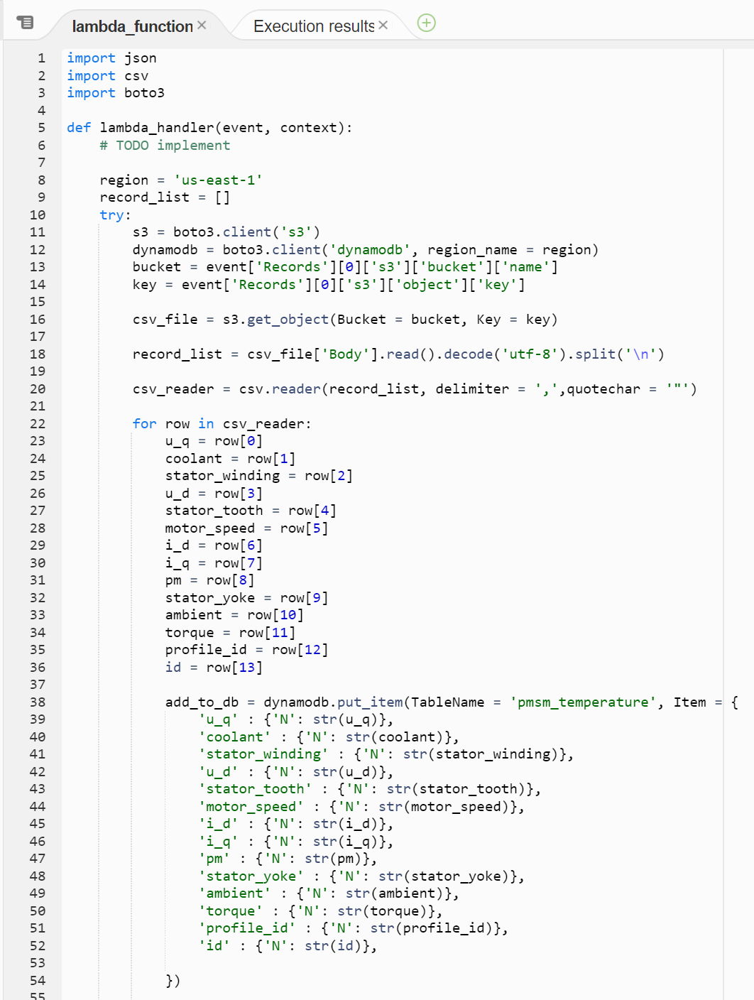 lambda_function × Execution results ×
1 import json
2 import csv
3 import boto3
4
5 def lambda_handler(event, context):
6     # TODO implement
7
8     region = 'us-east-1'
9     record_list = []
10     try:
11         s3 = boto3.client('s3')
12         dynamodb = boto3.client('dynamodb', region_name = region)
13         bucket = event['Records'][0]['s3']['bucket']['name']
14         key = event['Records'][0]['s3']['object']['key']
15
16         csv_file = s3.get_object(Bucket = bucket, Key = key)
17
18         record_list = csv_file['Body'].read().decode('utf-8').split('\n')
19
20         csv_reader = csv.reader(record_list, delimiter = ',',quotechar = '"')
21
22         for row in csv_reader:
23             u_q = row[0]
24             coolant = row[1]
25             stator_winding = row[2]
26             u_d = row[3]
27             stator_tooth = row[4]
28             motor_speed = row[5]
29             i_d = row[6]
30             i_q = row[7]
31             pm = row[8]
32             stator_yoke = row[9]
33             ambient = row[10]
34             torque = row[11]
35             profile_id = row[12]
36             id = row[13]
37
38             add_to_db = dynamodb.put_item(TableName = 'pmsm_temperature', Item = {
39                 'u_q' : {'N': str(u_q)},
40                 'coolant' : {'N': str(coolant)},
41                 'stator_winding' : {'N': str(stator_winding)},
42                 'u_d' : {'N': str(u_d)},
43                 'stator_tooth' : {'N': str(stator_tooth)},
44                 'motor_speed' : {'N': str(motor_speed)},
45                 'i_d' : {'N': str(i_d)},
46                 'i_q' : {'N': str(i_q)},
47                 'pm' : {'N': str(pm)},
48                 'stator_yoke' : {'N': str(stator_yoke)},
49                 'ambient' : {'N': str(ambient)},
50                 'torque' : {'N': str(torque)},
51                 'profile_id' : {'N': str(profile_id)},
52                 'id' : {'N': str(id)},
53
54             })
55